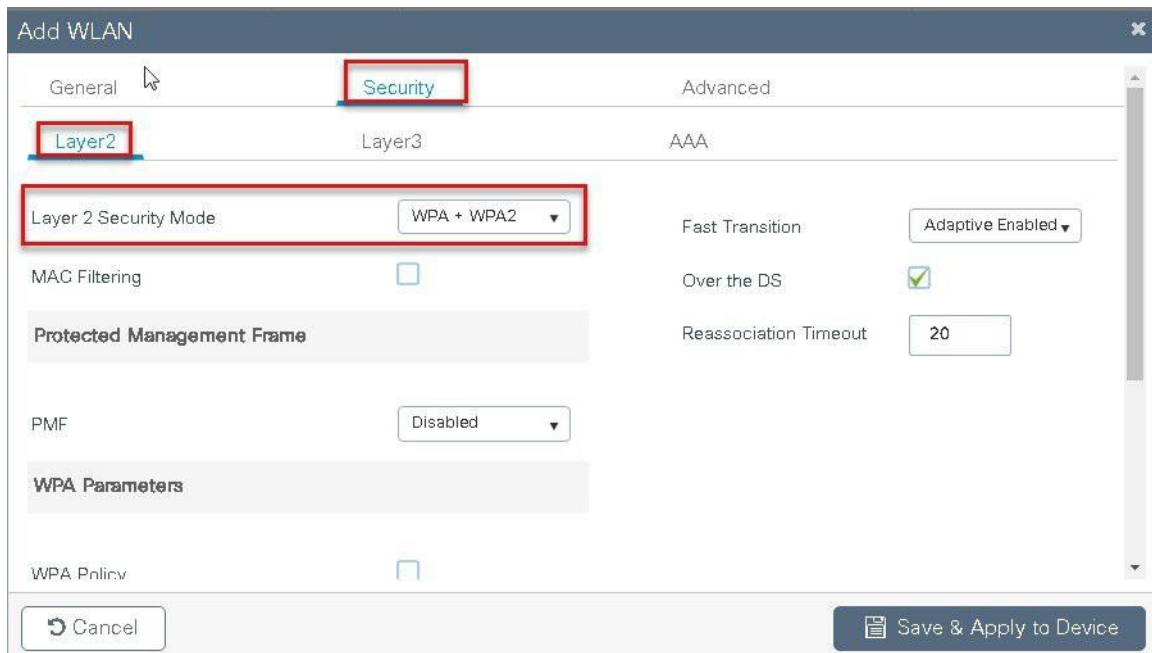 Add WLAN
General Security Advanced
Layer2 Layer3 AAA
Layer 2 Security Mode WPA + WPA2
Fast Transition Adaptive Enabled
MAC Filtering
Over the DS
Protected Management Frame
Reassociation Timeout 20
PMF Disabled
WPA Parameters
WPA Policy
Cancel Save & Apply to Device